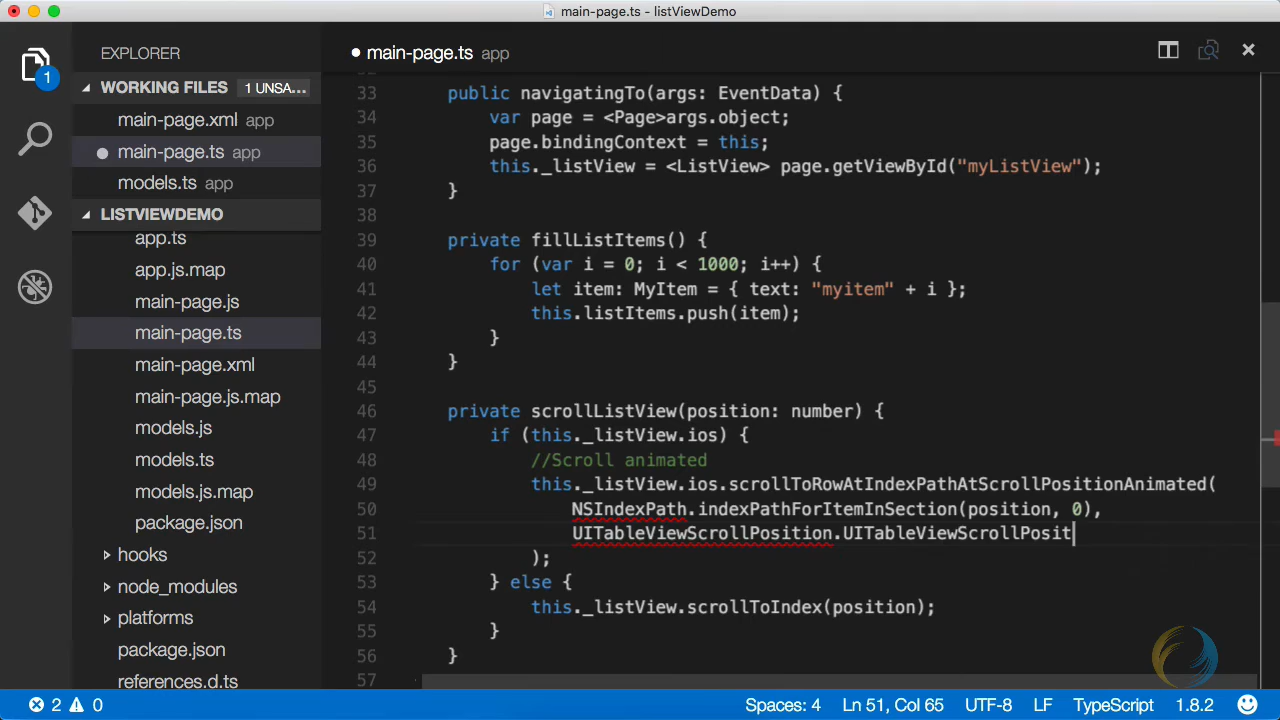 main-page.ts - listViewDemo
EXPLORER
WORKING FILES 1 UNSA...
main-page.xml app
main-page.ts app
models.ts app
LISTVIEWDEMO
app.ts
app.js.map
main-page.js
main-page.ts
main-page.xml
main-page.js.map
models.js
models.ts
models.js.map
package.json
hooks
node_modules
platforms
package.json
references.d.ts
1
main-page.ts app
33 public navigatingTo(args: EventData) {
34 var page = <Page>args.object;
35 page.bindingContext = this;
36 this._listView = <ListView> page.getViewById("myListView");
37 }
38
39 private fillListItems() {
40 for (var i = 0; i < 1000; i++) {
41 let item: MyItem = { text: "myitem" + i };
42 this.listItems.push(item);
43 }
44 }
45
46 private scrollListView(position: number) {
47 if (this._listView.ios) {
48 //Scroll animated
49 this._listView.ios.scrollToRowAtIndexPathAtScrollPositionAnimated(
50 NSIndexPath.indexPathForItemInSection(position, 0),
51 UITableViewScrollPosition.UITableViewScrollPosit
52 );
53 } else {
54 this._listView.scrollToIndex(position);
55 }
56 }
57
2 0 Spaces: 4 Ln 51, Col 65 UTF-8 LF TypeScript 1.8.2